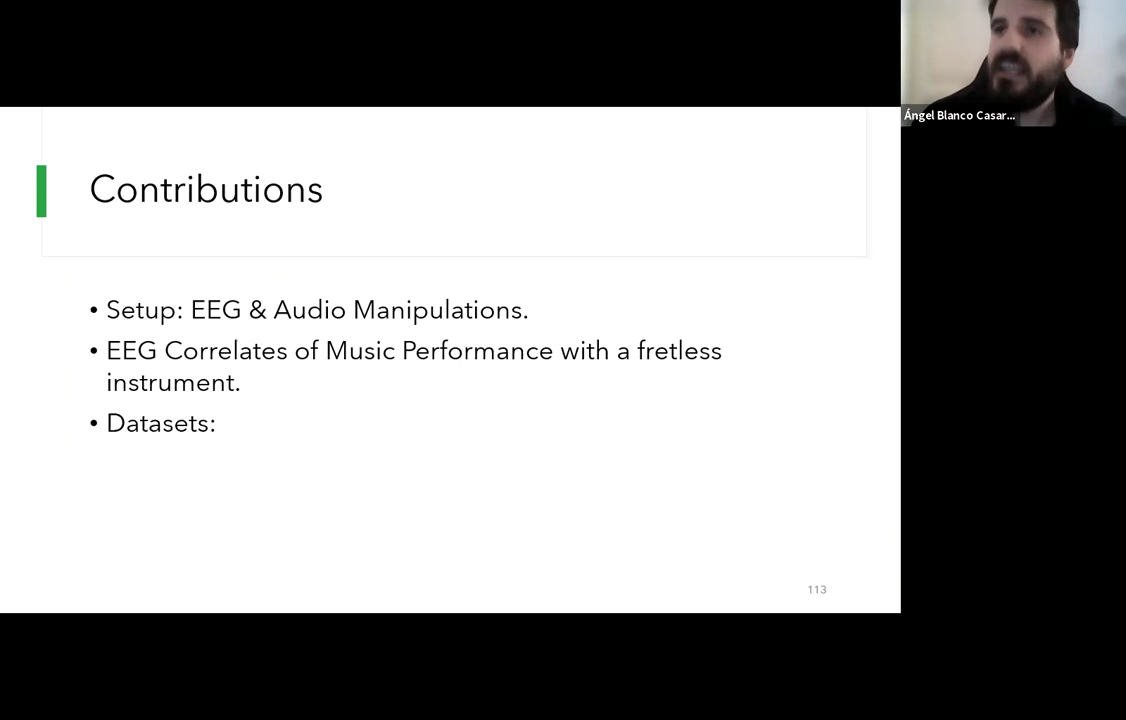 Ángel Blanco Casar...
Contributions
• Setup: EEG & Audio Manipulations.
• EEG Correlates of Music Performance with a fretless
instrument.
• Datasets:
113